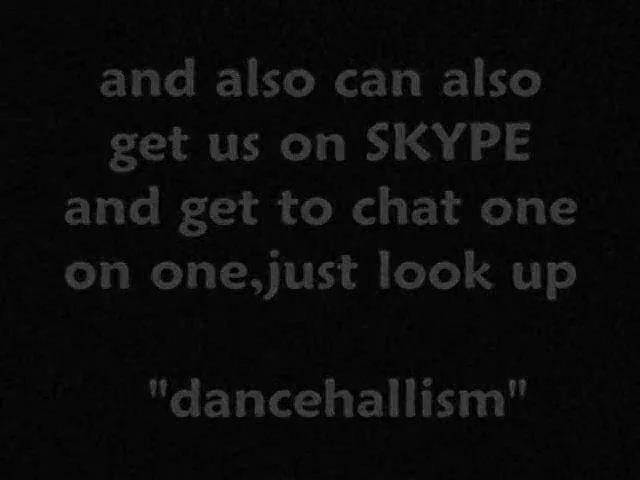 and also can also
get us on SKYPE
and get to chat one
on one,just look up
"dancehallism"